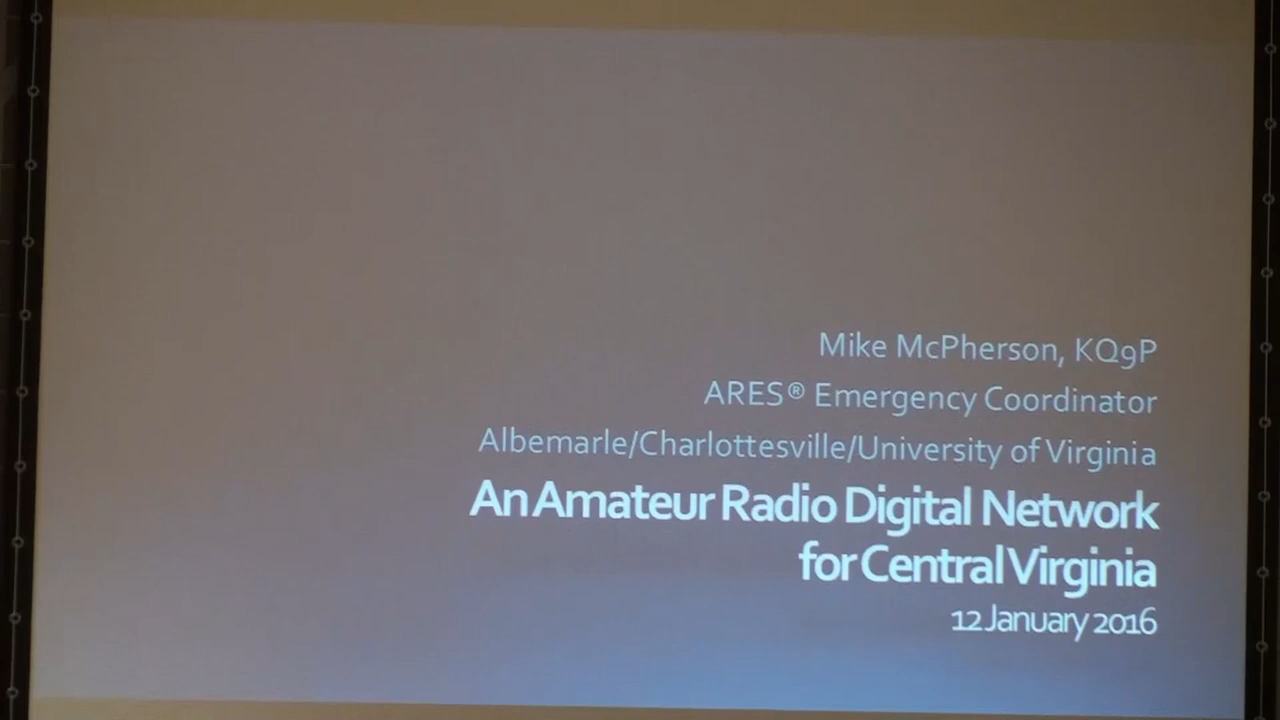 Mike McPherson, KQ9P
ARES® Emergency Coordinator
Albemarle/Charlottesville/University of Virginia
An Amateur Radio Digital Network
for Central Virginia
12 January 2016